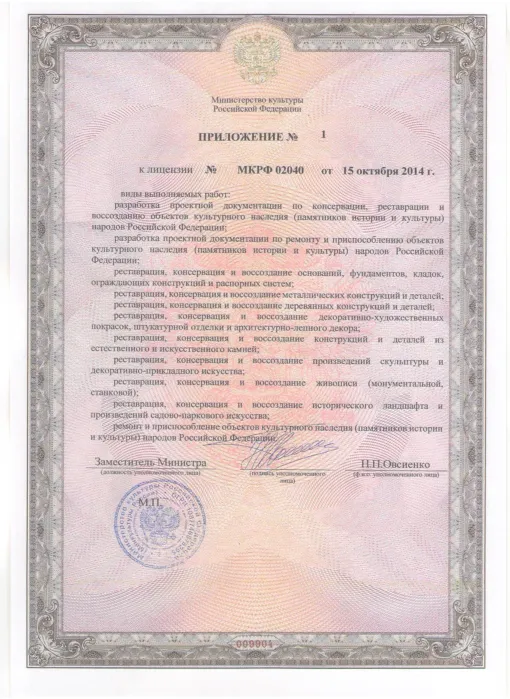 Министерство культуры
Российской Федерации
ПРИЛОЖЕНИЕ № 1
к лицензии № МКРФ 02040 от 15 октября 2014 г.
виды выполняемых работ:
разработка проектной документации по консервации, реставрации и
воссозданию объектов культурного наследия (памятников истории и культуры)
народов Российской Федерации;
разработка проектной документации по ремонту и приспособлению объектов
культурного наследия (памятников истории и культуры) народов Российской
Федерации;
реставрация, консервация и воссоздание оснований, фундаментов, кладок,
ограждающих конструкций и распорных систем;
реставрация, консервация и воссоздание металлических конструкций и деталей;
реставрация, консервация и воссоздание деревянных конструкций и деталей;
реставрация, консервация и воссоздание декоративно-художественных
покрасок, штукатурной отделки и архитектурно-лепного декора;
реставрация, консервация и воссоздание конструкций и деталей из
естественного и искусственного камней;
реставрация, консервация и воссоздание произведений скульптуры и
декоративно-прикладного искусства;
реставрация, консервация и воссоздание живописи (монументальной,
станковой);
реставрация, консервация и воссоздание исторического ландшафта и
произведений садово-паркового искусства;
ремонт и приспособление объектов культурного наследия (памятников истории
и культуры) народов Российской Федерации.
Заместитель Министра Н.П.Овсиенко
(должность уполномоченного лица) (подпись уполномоченного лица) (ф.и.о. уполномоченного лица)
М.П.
009904